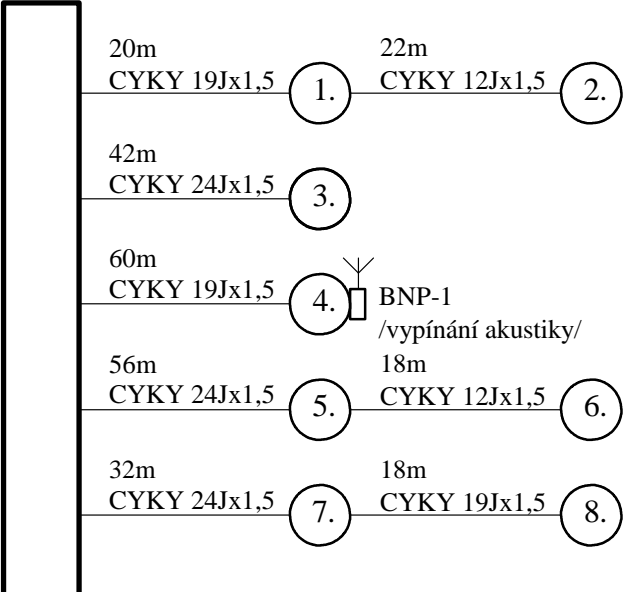 20m
CYKY 19Jx1,5
1.
22m
CYKY 12Jx1,5
2.
42m
CYKY 24Jx1,5
3.
60m
CYKY 19Jx1,5
4.
BNP-1
/vypínání akustiky/
56m
CYKY 24Jx1,5
5.
18m
CYKY 12Jx1,5
6.
32m
CYKY 24Jx1,5
7.
18m
CYKY 19Jx1,5
8.